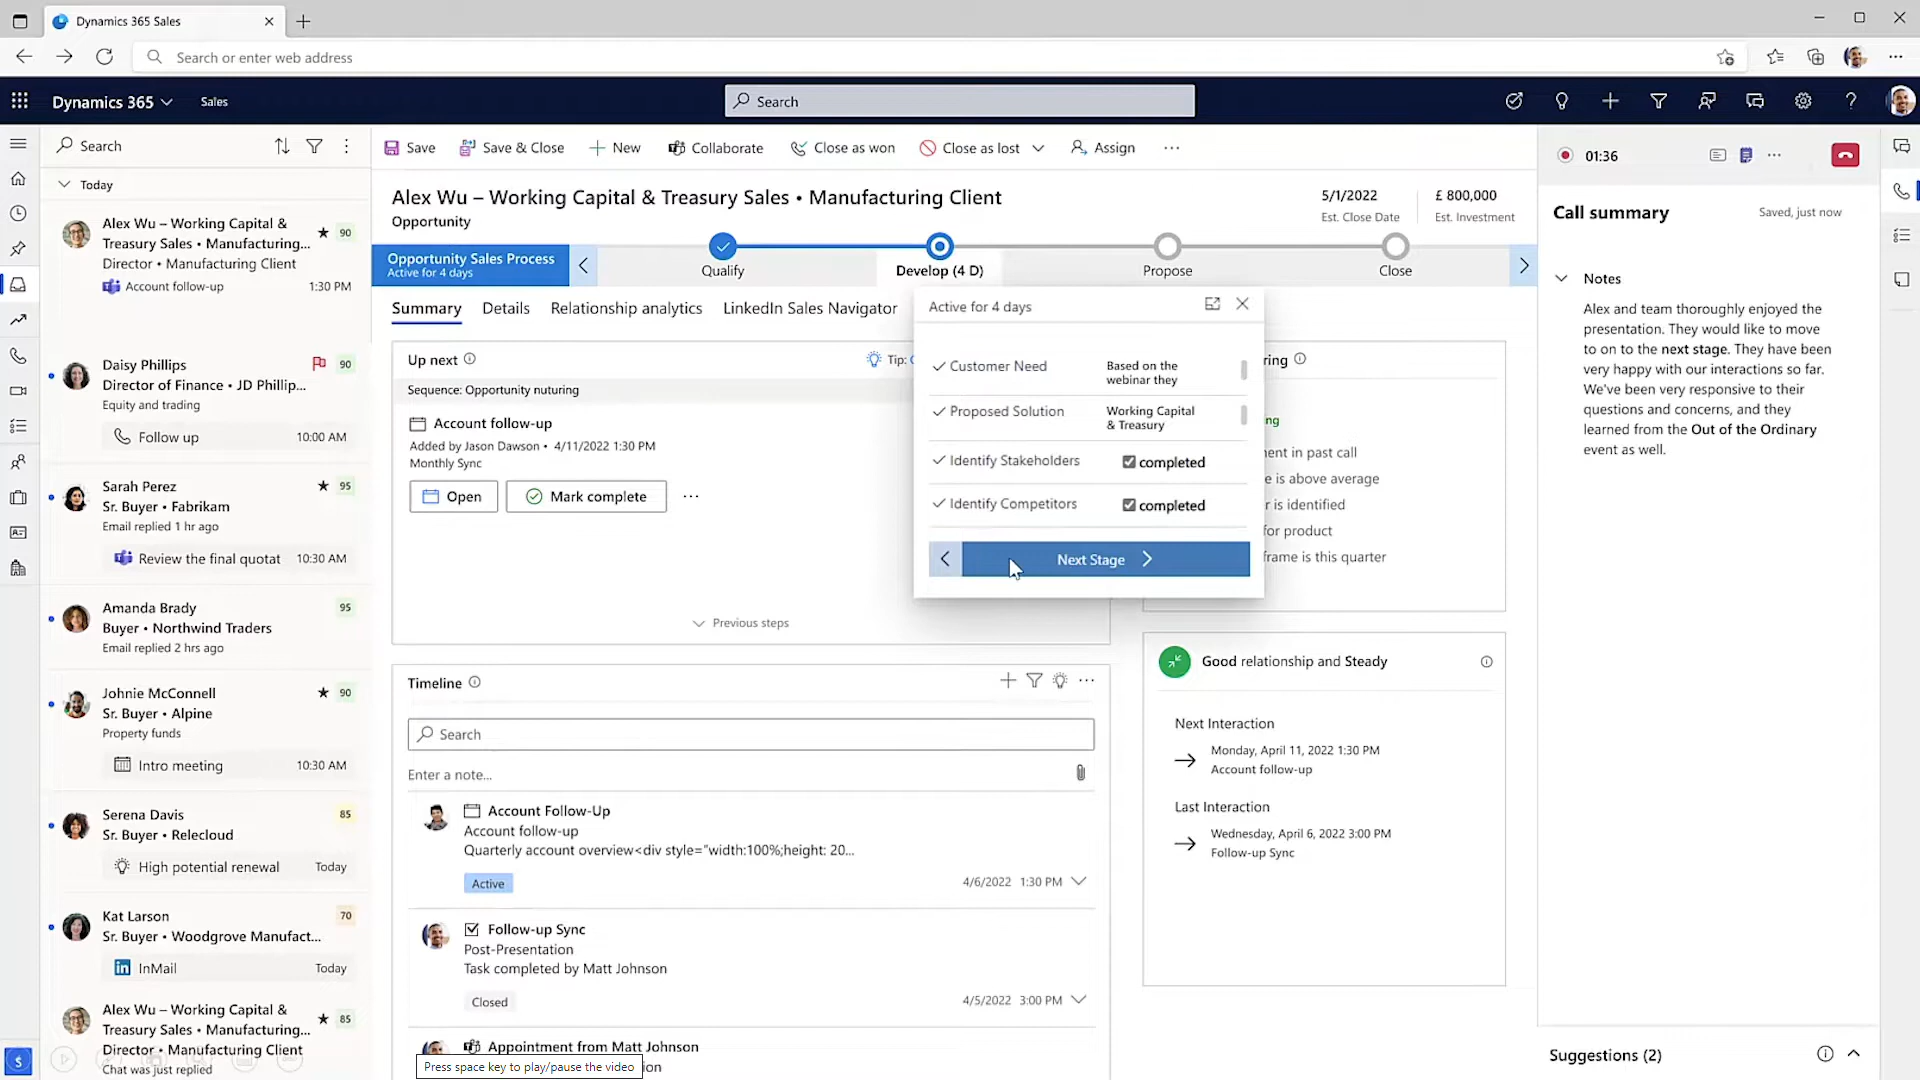 Dynamics 365 Sales
Search or enter web address
Dynamics 365
Sales
Search
Search
Today
Alex Wu – Working Capital &
Treasury Sales • Manufacturing...
90
Director • Manufacturing Client
Account follow-up
1:30 PM
Daisy Phillips
90
Director of Finance • JD Phillip...
Equity and trading
Follow up
10:00 AM
Sarah Perez
95
Sr. Buyer • Fabrikam
Email replied 1 hr ago
Review the final quotat
10:30 AM
Amanda Brady
95
Buyer • Northwind Traders
Email replied 2 hrs ago
Johnie McConnell
90
Sr. Buyer • Alpine
Property funds
Intro meeting
10:30 AM
Serena Davis
85
Sr. Buyer • Relecloud
High potential renewal
Today
Kat Larson
70
Sr. Buyer • Woodgrove Manufact...
InMail
Today
Alex Wu – Working Capital &
Treasury Sales • Manufacturing...
85
Director • Manufacturing Client
Chat was just replied
Save
Save & Close
New
Collaborate
Close as won
Close as lost
Assign
Alex Wu – Working Capital & Treasury Sales • Manufacturing Client
Opportunity
5/1/2022
Est. Close Date
£ 800,000
Est. Investment
Opportunity Sales Process
Active for 4 days
Qualify
Develop (4 D)
Propose
Close
Summary
Details
Relationship analytics
LinkedIn Sales Navigator
Up next
Tip:
Sequence: Opportunity nuturing
Account follow-up
Added by Jason Dawson • 4/11/2022 1:30 PM
Monthly Sync
Open
Mark complete
Previous steps
Active for 4 days
Customer Need
Based on the
webinar they
Proposed Solution
Working Capital
& Treasury
Identify Stakeholders
completed
Identify Competitors
completed
Next Stage
ring
ng
ent in past call
e is above average
r is identified
for product
frame is this quarter
Timeline
Search
Enter a note...
Account Follow-Up
Account follow-up
Quarterly account overview<div style="width:100%;height: 20...
Active
4/6/2022 1:30 PM
Follow-up Sync
Post-Presentation
Task completed by Matt Johnson
Closed
4/5/2022 3:00 PM
Appointment from Matt Johnson
ion
Press space key to play/pause the video
Good relationship and Steady
Next Interaction
Monday, April 11, 2022 1:30 PM
Account follow-up
Last Interaction
Wednesday, April 6, 2022 3:00 PM
Follow-up Sync
01:36
Call summary
Saved, just now
Notes
Alex and team thoroughly enjoyed the
presentation. They would like to move
to on to the next stage. They have been
very happy with our interactions so far.
We've been very responsive to their
questions and concerns, and they
learned from the Out of the Ordinary
event as well.
Suggestions (2)